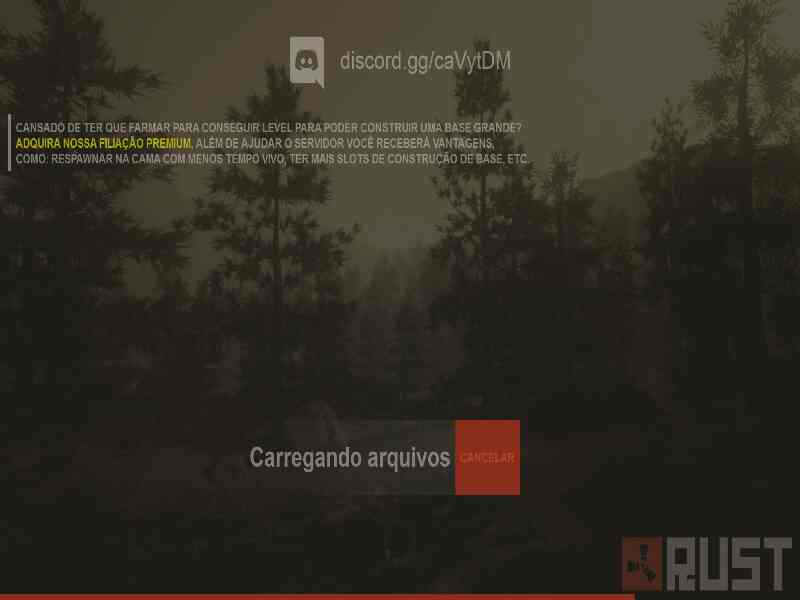 discord.gg/caVytDM
CANSADO DE TER QUE FARMAR PARA CONSEGUIR LEVEL PARA PODER CONSTRUIR UMA BASE GRANDE?
ADQUIRA NOSSA FILIAÇÃO PREMIUM, ALÉM DE AJUDAR O SERVIDOR VOCÊ RECEBERÁ VANTAGENS,
COMO: RESPAWNAR NA CAMA COM MENOS TEMPO VIVO, TER MAIS SLOTS DE CONSTRUÇÃO DE BASE, ETC.
Carregando arquivos CANCELAR
RUST